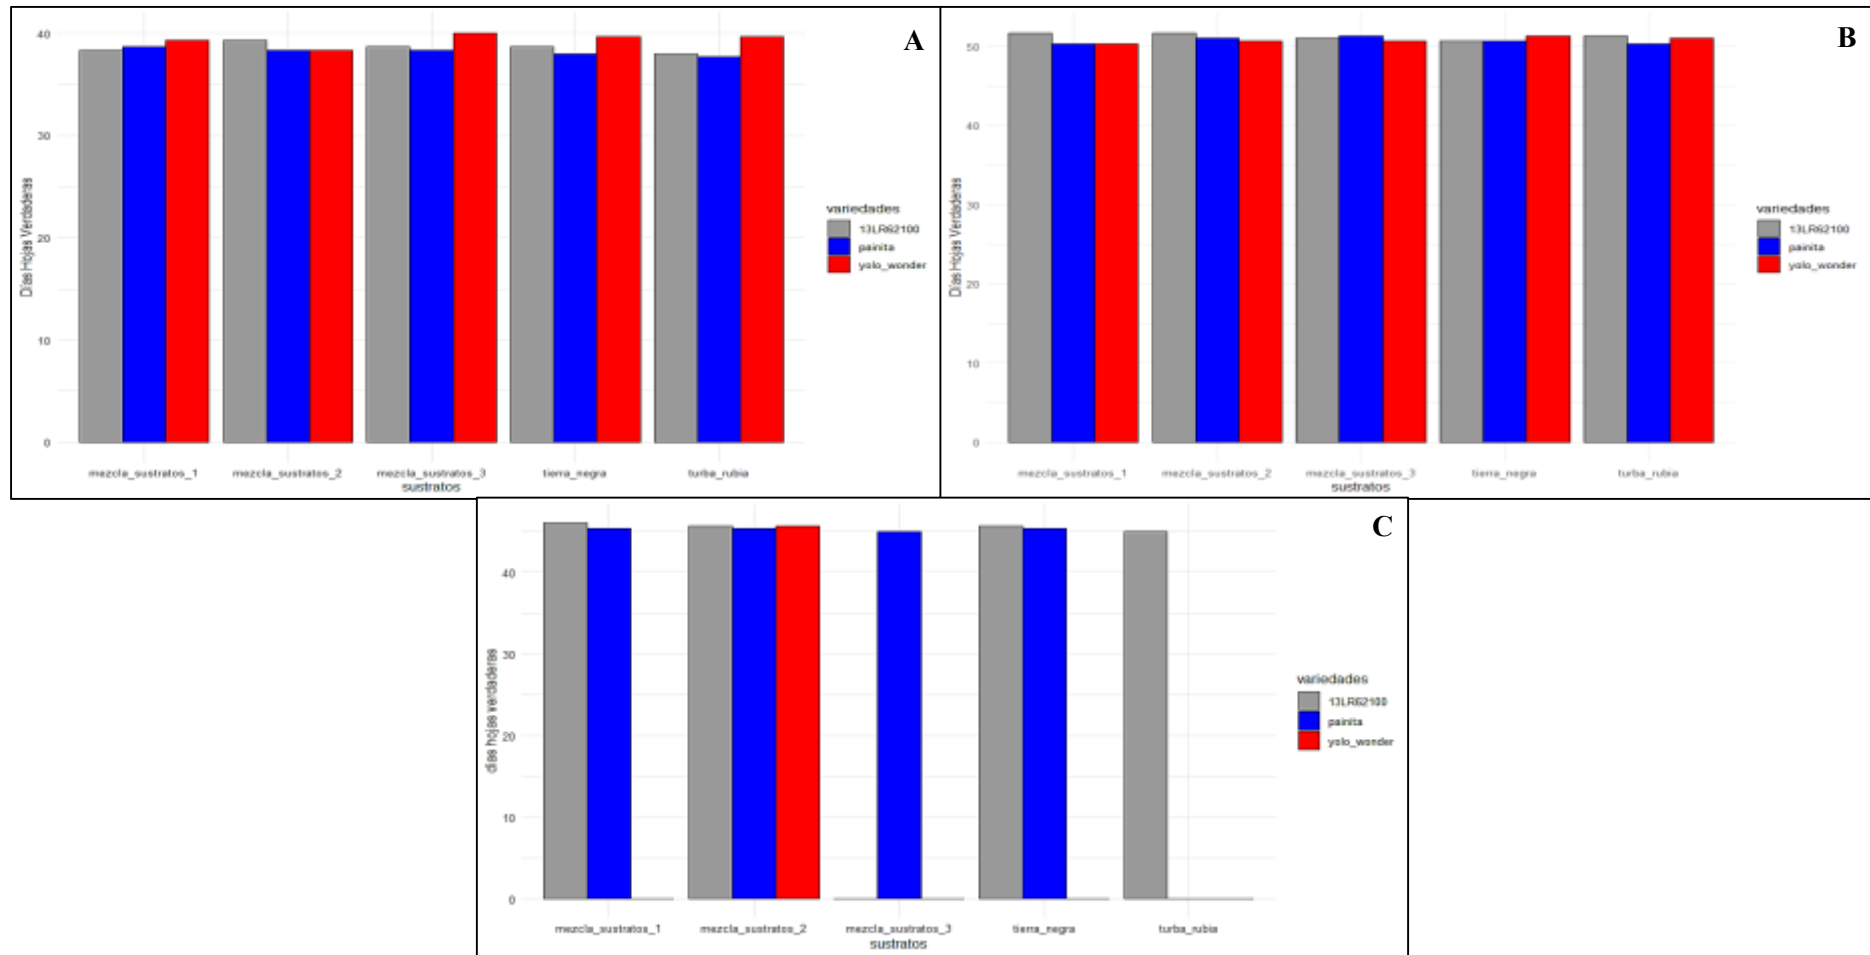 A
40
30
20
10
0
Días Hojas Verdaderas
mezcla_sustratos_1 mezcla_sustratos_2 mezcla_sustratos_3 tierra_negra turba_rubia
sustratos
variedades
13LR62100
painita
yolo_wonder
B
50
40
30
20
10
0
Días Hojas Verdaderas
mezcla_sustratos_1 mezcla_sustratos_2 mezcla_sustratos_3 tierra_negra turba_rubia
sustratos
variedades
13LR62100
painita
yolo_wonder
C
40
30
20
10
0
días hojas verdaderas
mezcla_sustratos_1 mezcla_sustratos_2 mezcla_sustratos_3 tierra_negra turba_rubia
sustratos
variedades
13LR62100
painita
yolo_wonder